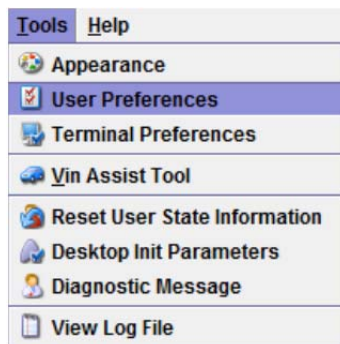 Tools Help
Appearance
User Preferences
Terminal Preferences
Vin Assist Tool
Reset User State Information
Desktop Init Parameters
Diagnostic Message
View Log File